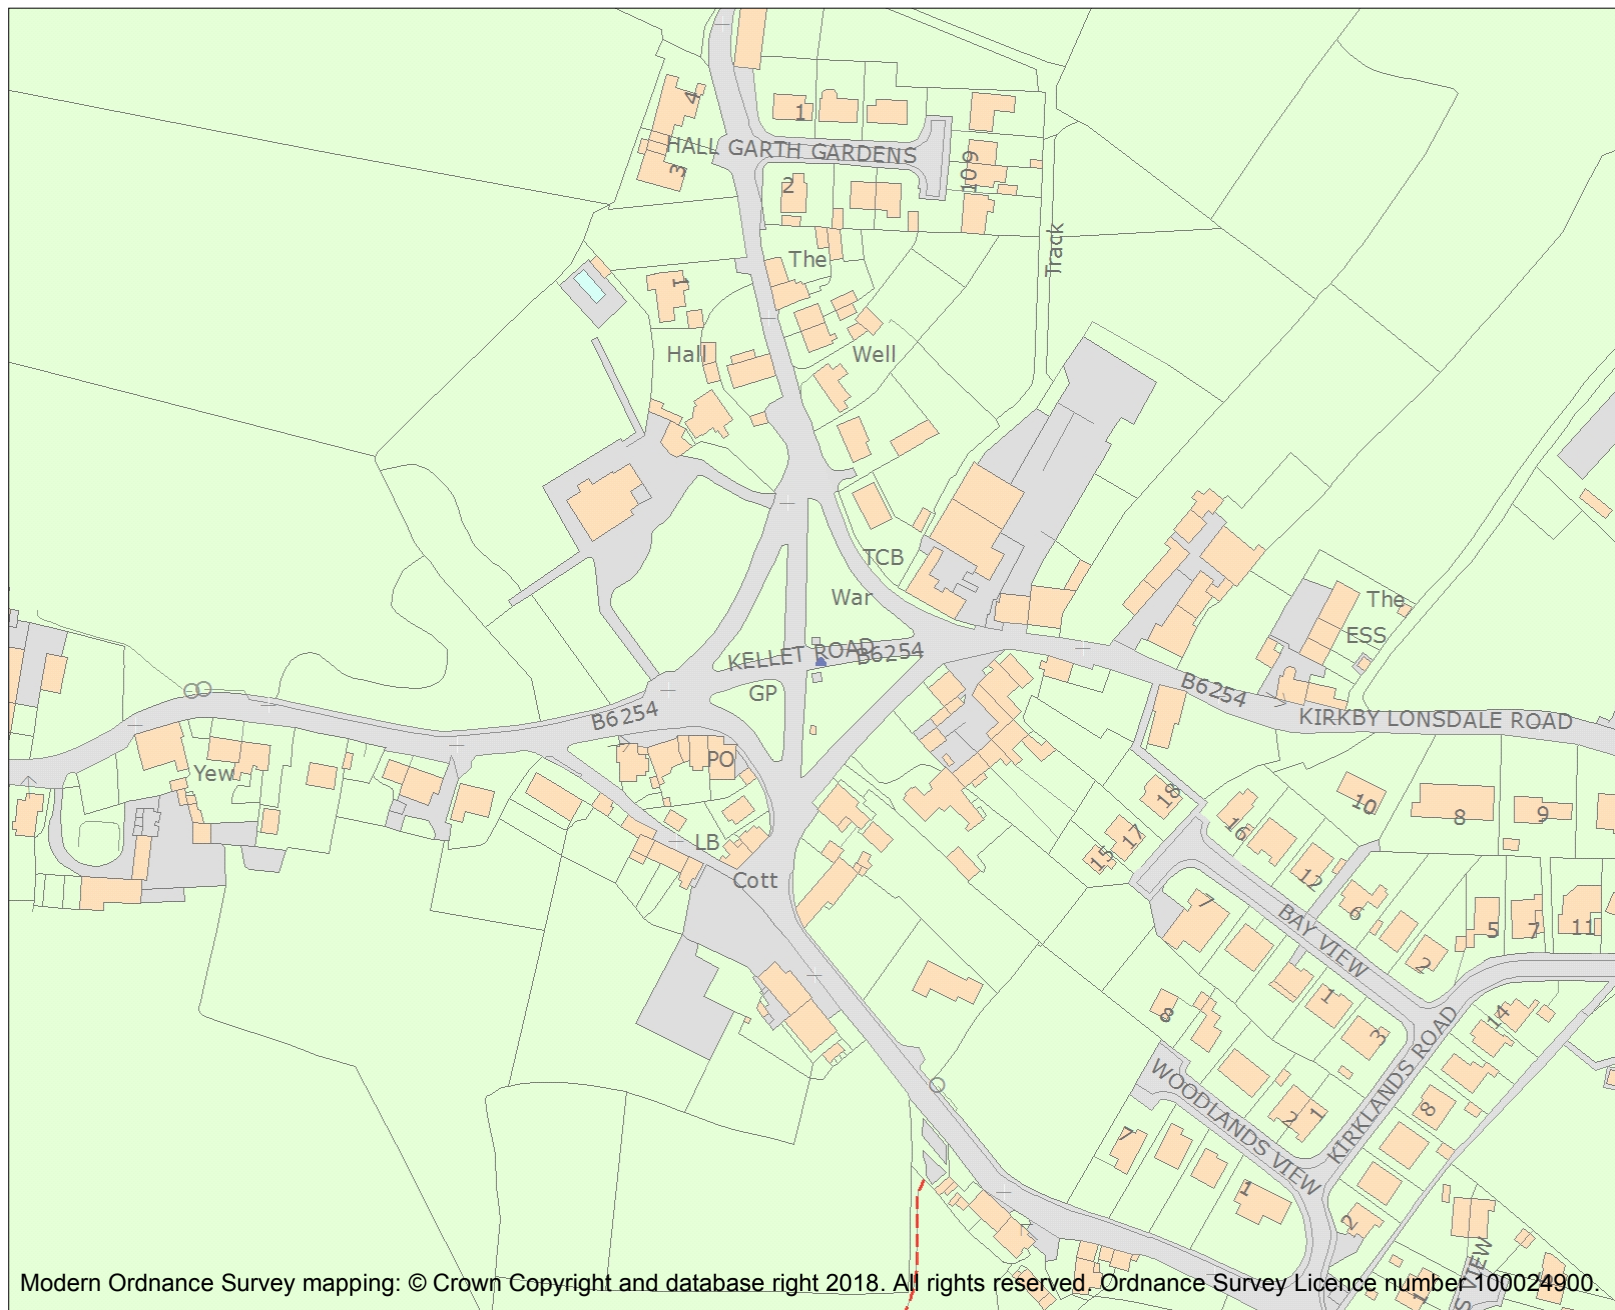 4
1
HALL GARTH GARDENS
3
2
9
10
Track
The
1
Hall
Well
TCB
War
The
ESS
KELLET ROAD
B6254
GP
B6254
B6254
KIRKBY LONSDALE ROAD
Yew
PO
18
16
10
8
9
LB
17
15
Cott
12
6
7
BAY VIEW
2
5
7
11
1
3
8
14
WOODLANDS VIEW
KIRKLANDS ROAD
2
1
8
7
1
2
VIEW
Modern Ordnance Survey mapping: © Crown Copyright and database right 2018. All rights reserved. Ordnance Survey Licence number 100024900.